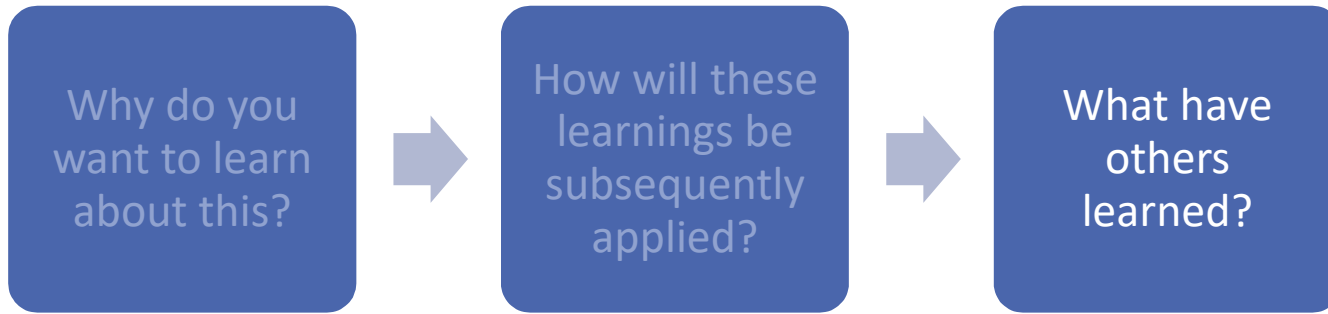 Why do you
want to learn
about this?
How will these
learnings be
subsequently
applied?
What have
others
learned?